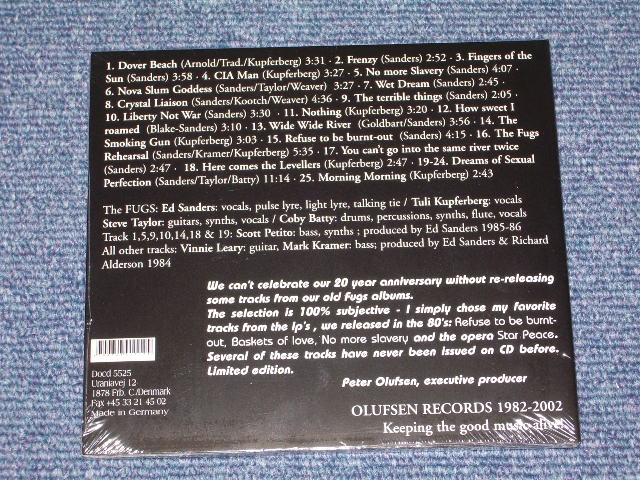 1. Dover Beach (Arnold/Trad./Kupferberg) 3:31 · 2. Frenzy (Sanders) 2:52 · 3. Fingers of the
Sun (Sanders) 3:58 · 4. CIA Man (Kupferberg) 3:27 · 5. No more Slavery (Sanders) 4:07 ·
6. Nova Slum Goddess (Sanders/Taylor/Weaver) 3:27 · 7. Wet Dream (Sanders) 2:45 ·
8. Crystal Liaison (Sanders/Kootch/Weaver) 4:36 · 9. The terrible things (Sanders) 2:05 ·
10. Liberty Not War (Sanders) 3:30 · 11. Nothing (Kupferberg) 3:20 · 12. How sweet I
roamed (Blake-Sanders) 3:10 · 13. Wide Wide River (Goldbart/Sanders) 3:56 · 14. The
Smoking Gun (Kupferberg) 3:03 · 15. Refuse to be burnt-out (Sanders) 4:15 · 16. The Fugs
Rehearsal (Sanders/Kramer/Kupferberg) 5:35 · 17. You can't go into the same river twice
(Sanders) 2:47 · 18. Here comes the Levellers (Kupferberg) 2:47 · 19-24. Dreams of Sexual
Perfection (Sanders/Taylor/Batty) 11:14 · 25. Morning Morning (Kupferberg) 2:43
The FUGS: Ed Sanders: vocals, pulse lyre, light lyre, talking tie / Tuli Kupferberg: vocals
Steve Taylor: guitars, synths, vocals / Coby Batty: drums, percussions, synths, flute, vocals
Track 1,5,9,10,14,18 & 19: Scott Petito: bass, synths ; produced by Ed Sanders 1985-86
All other tracks: Vinnie Leary: guitar, Mark Kramer: bass; produced by Ed Sanders & Richard
Alderson 1984
We can't celebrate our 20 year anniversary without re-releasing
some tracks from our old Fugs albums.
The selection is 100% subjective - I simply chose my favorite
tracks from the lp's , we released in the 80's: Refuse to be burnt-
out, Baskets of love, No more slavery and the opera Star Peace.
Several of these tracks have never been issued on CD before.
Limited edition.
Peter Olufsen, executive producer
Docd 5525
Uraniavej 12
1878 Frb. C/Denmark
Fax +45 33 21 45 02
Made in Germany
OLUFSEN RECORDS 1982-2002
Keeping the good music alive!